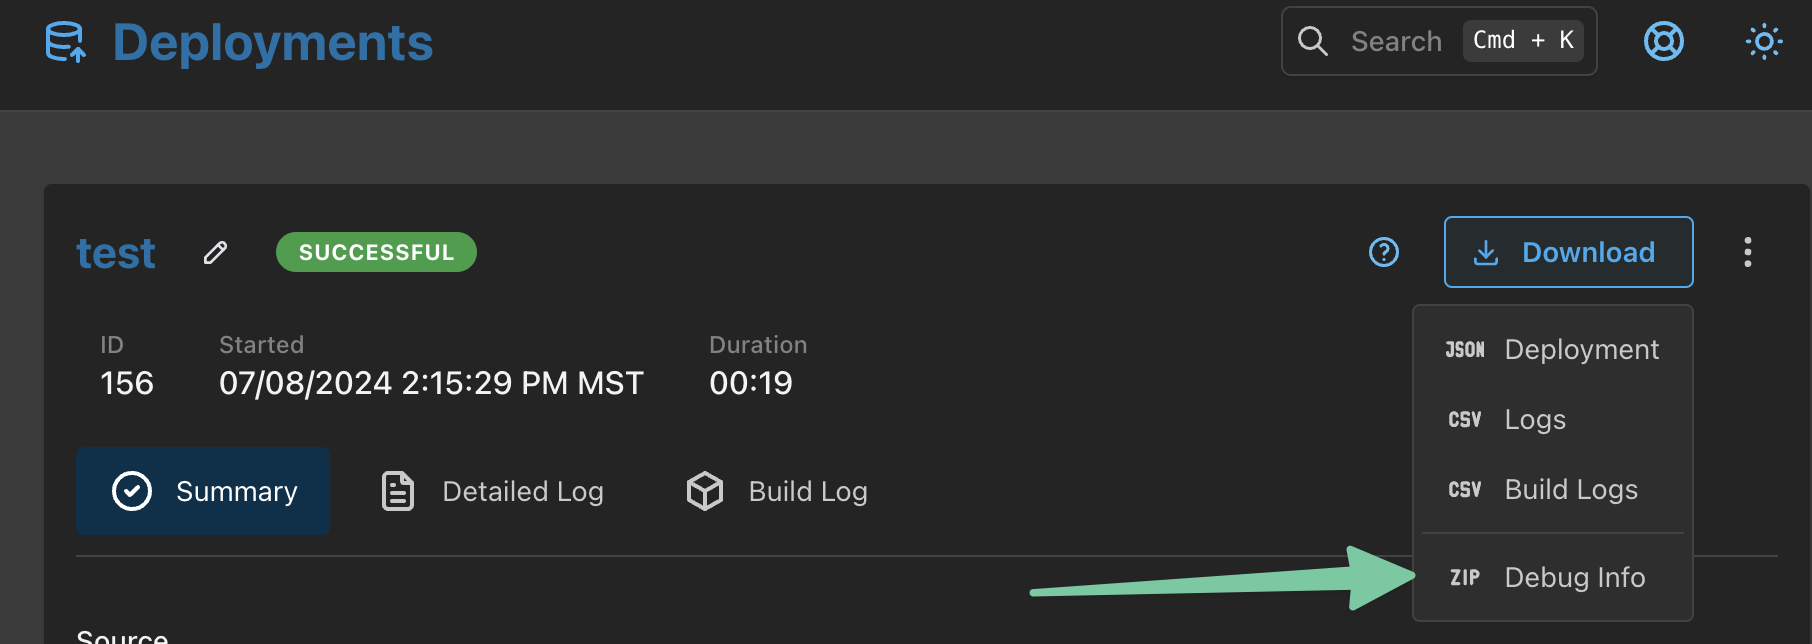 Deployments
Search Cmd + K
test
SUCCESSFUL
Download
ID
156
Started
07/08/2024 2:15:29 PM MST
Duration
00:19
JSON Deployment
CSV Logs
CSV Build Logs
ZIP Debug Info
Summary
Detailed Log
Build Log
Source